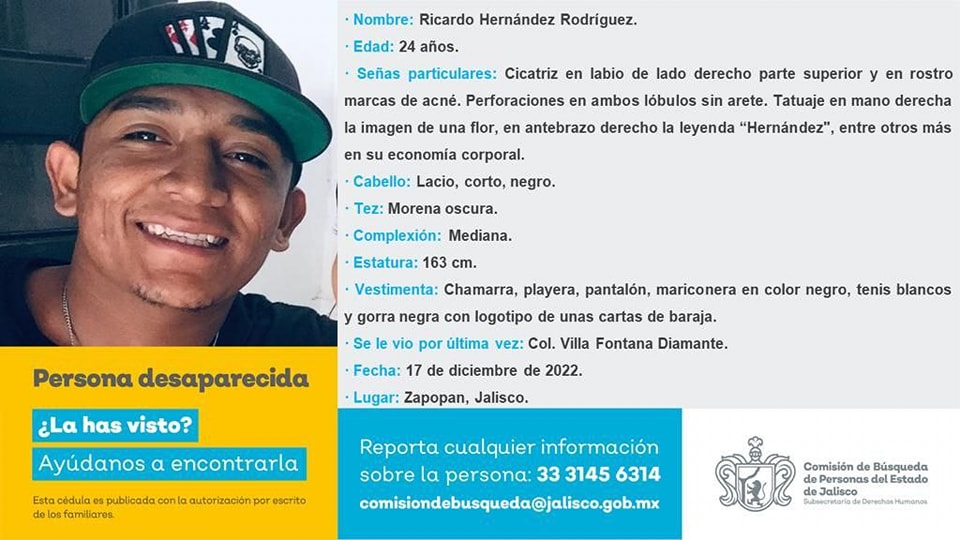 · Nombre: Ricardo Hernández Rodríguez.
· Edad: 24 años.
· Señas particulares: Cicatriz en labio de lado derecho parte superior y en rostro
marcas de acné. Perforaciones en ambos lóbulos sin arete. Tatuaje en mano derecha
la imagen de una flor, en antebrazo derecho la leyenda “Hernández", entre otros más
en su economía corporal.
· Cabello: Lacio, corto, negro.
· Tez: Morena oscura.
· Complexión: Mediana.
· Estatura: 163 cm.
· Vestimenta: Chamarra, playera, pantalón, mariconera en color negro, tenis blancos
y gorra negra con logotipo de unas cartas de baraja.
· Se le vio por última vez: Col. Villa Fontana Diamante.
· Fecha: 17 de diciembre de 2022.
· Lugar: Zapopan, Jalisco.
Persona desaparecida
¿La has visto?
Ayúdanos a encontrarla
Esta cédula es publicada con la autorización por escrito
de los familiares.
Reporta cualquier información
sobre la persona: 33 3145 6314
comisiondebusqueda@jalisco.gob.mx
Comisión de Búsqueda
de Personas del Estado
de Jalisco
Subsecretaría de Derechos Humanos